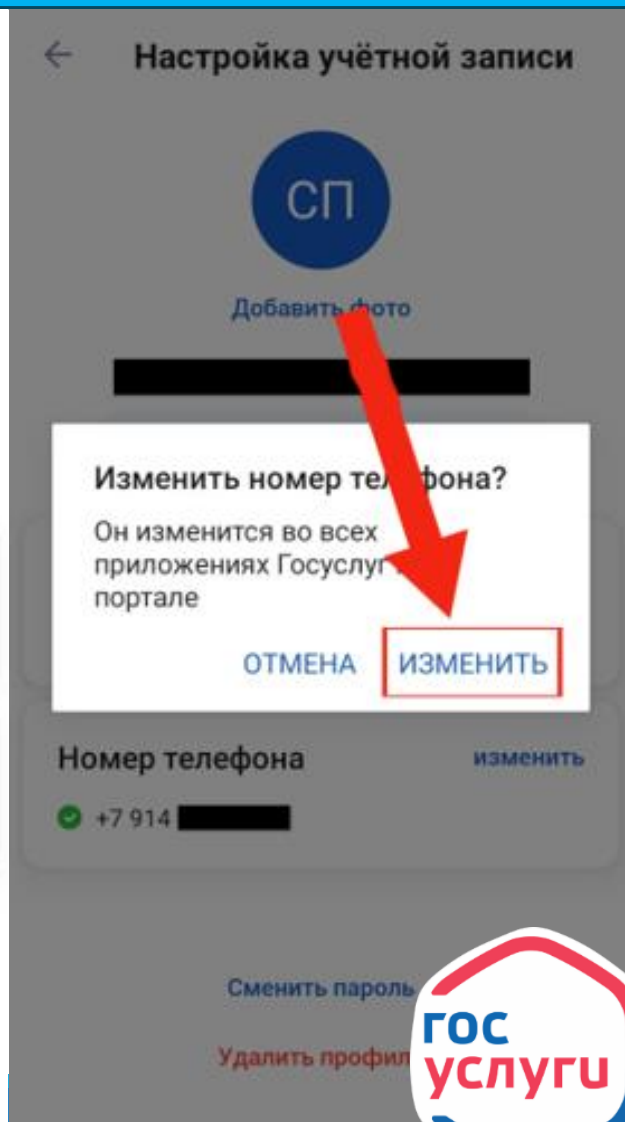 Настройка учётной записи
СП
Добавить фото
Изменить номер телефона?
Он изменится во всех
приложениях Госуслуг
портале
ОТМЕНА ИЗМЕНИТЬ
Номер телефона изменить
+7 914
Сменить пароль
Удалить профил
гос
услуги